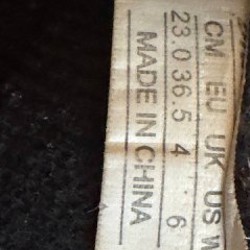 CM EU UK US W
23.0 36.5 4 6
MADE IN CHINA